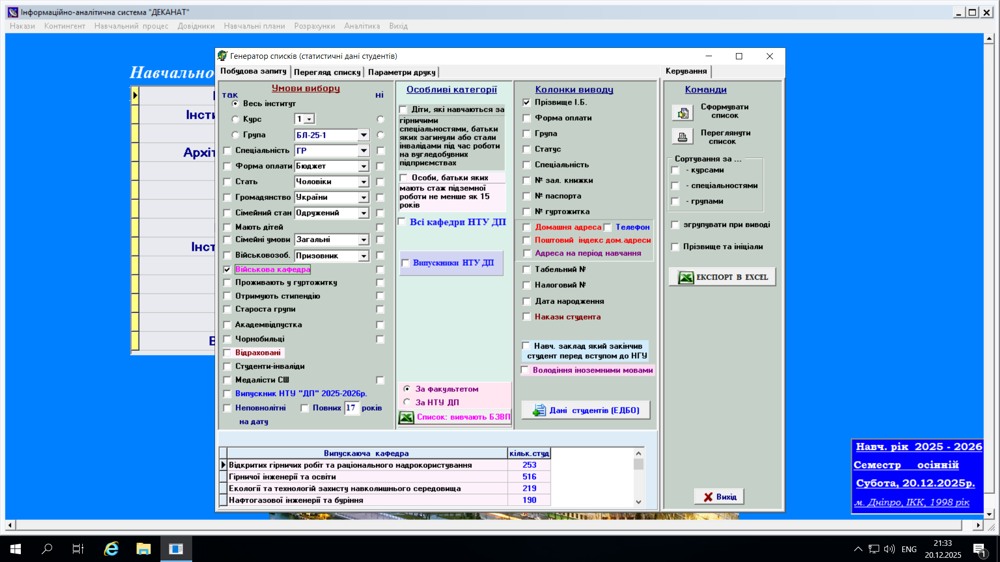 Інформаційно-аналітична система "ДЕКАНАТ"
Накази Контингент Навчальний процес Довідники Навчальні плани Розрахунки Аналітика Вихід
Навчально
Інсти
Архіт
Інст
В
Генератор списків (статистичні дані студентів)
Побудова запиту Перегляд списку Параметри друку
Керування
Умови вибору
так
ні
Весь інститут
Курс 1
Група БЛ-25-1
Спеціальність ГР
Форма оплати Бюджет
Стать Чоловіки
Громадянство України
Сімейний стан Одружений
Мають дітей
Сімейні умови Загальні
Військовозоб. Призовник
Військова кафедра
Проживають у гуртожитку
Отримують стипендію
Староста групи
Академвідпустка
Чорнобильці
Відраховані
Студенти-інваліди
Медалісти СШ
Випускник НТУ "ДП" 2025-2026р.
Неповнолітні Повних 17 років
на дату
Особливі категорії
Діти, які навчаються за
гірничими
спеціальностями, батьки
яких загинули або стали
інвалідами під час роботи
на вугледобувних
підприємствах
Особи, батьки яких
мають стаж підземної
роботи не менше як 15
років
Всі кафедри НТУ ДП
Випускники НТУ ДП
За факультетом
За НТУ ДП
Список: вивчають БЗВП
Колонки виводу
Прізвище І.Б.
Форма оплати
Група
Статус
Спеціальність
№ зал. книжки
№ паспорта
№ гуртожитка
Домашня адреса Телефон
Поштовий індекс дом.адреси
Адреса на період навчання
Табельний №
Налоговий №
Дата народження
Накази студента
Навч. заклад який закінчив
студент перед вступом до НГУ
Володіння іноземними мовами
Дані студентів (ЕДБО)
Команди
Сформувати
список
Переглянути
список
Сортування за ...
- курсами
- спеціальностями
- групами
згрупувати при виводі
Прізвище та ініціали
ЕКСПОРТ В EXCEL
Вихід
Випускаюча кафедра кільк.студ
Відкритих гірничих робіт та раціонального надрокористування 253
Гірничої інженерії та освіти 516
Екології та технологій захисту навколишнього середовища 219
Нафтогазової інженерії та буріння 190
Навч. рік 2025 - 2026
Семестр осінній
Субота, 20.12.2025р.
м. Дніпро, ІКК, 1998 рік
ENG
21:33
20.12.2025
1